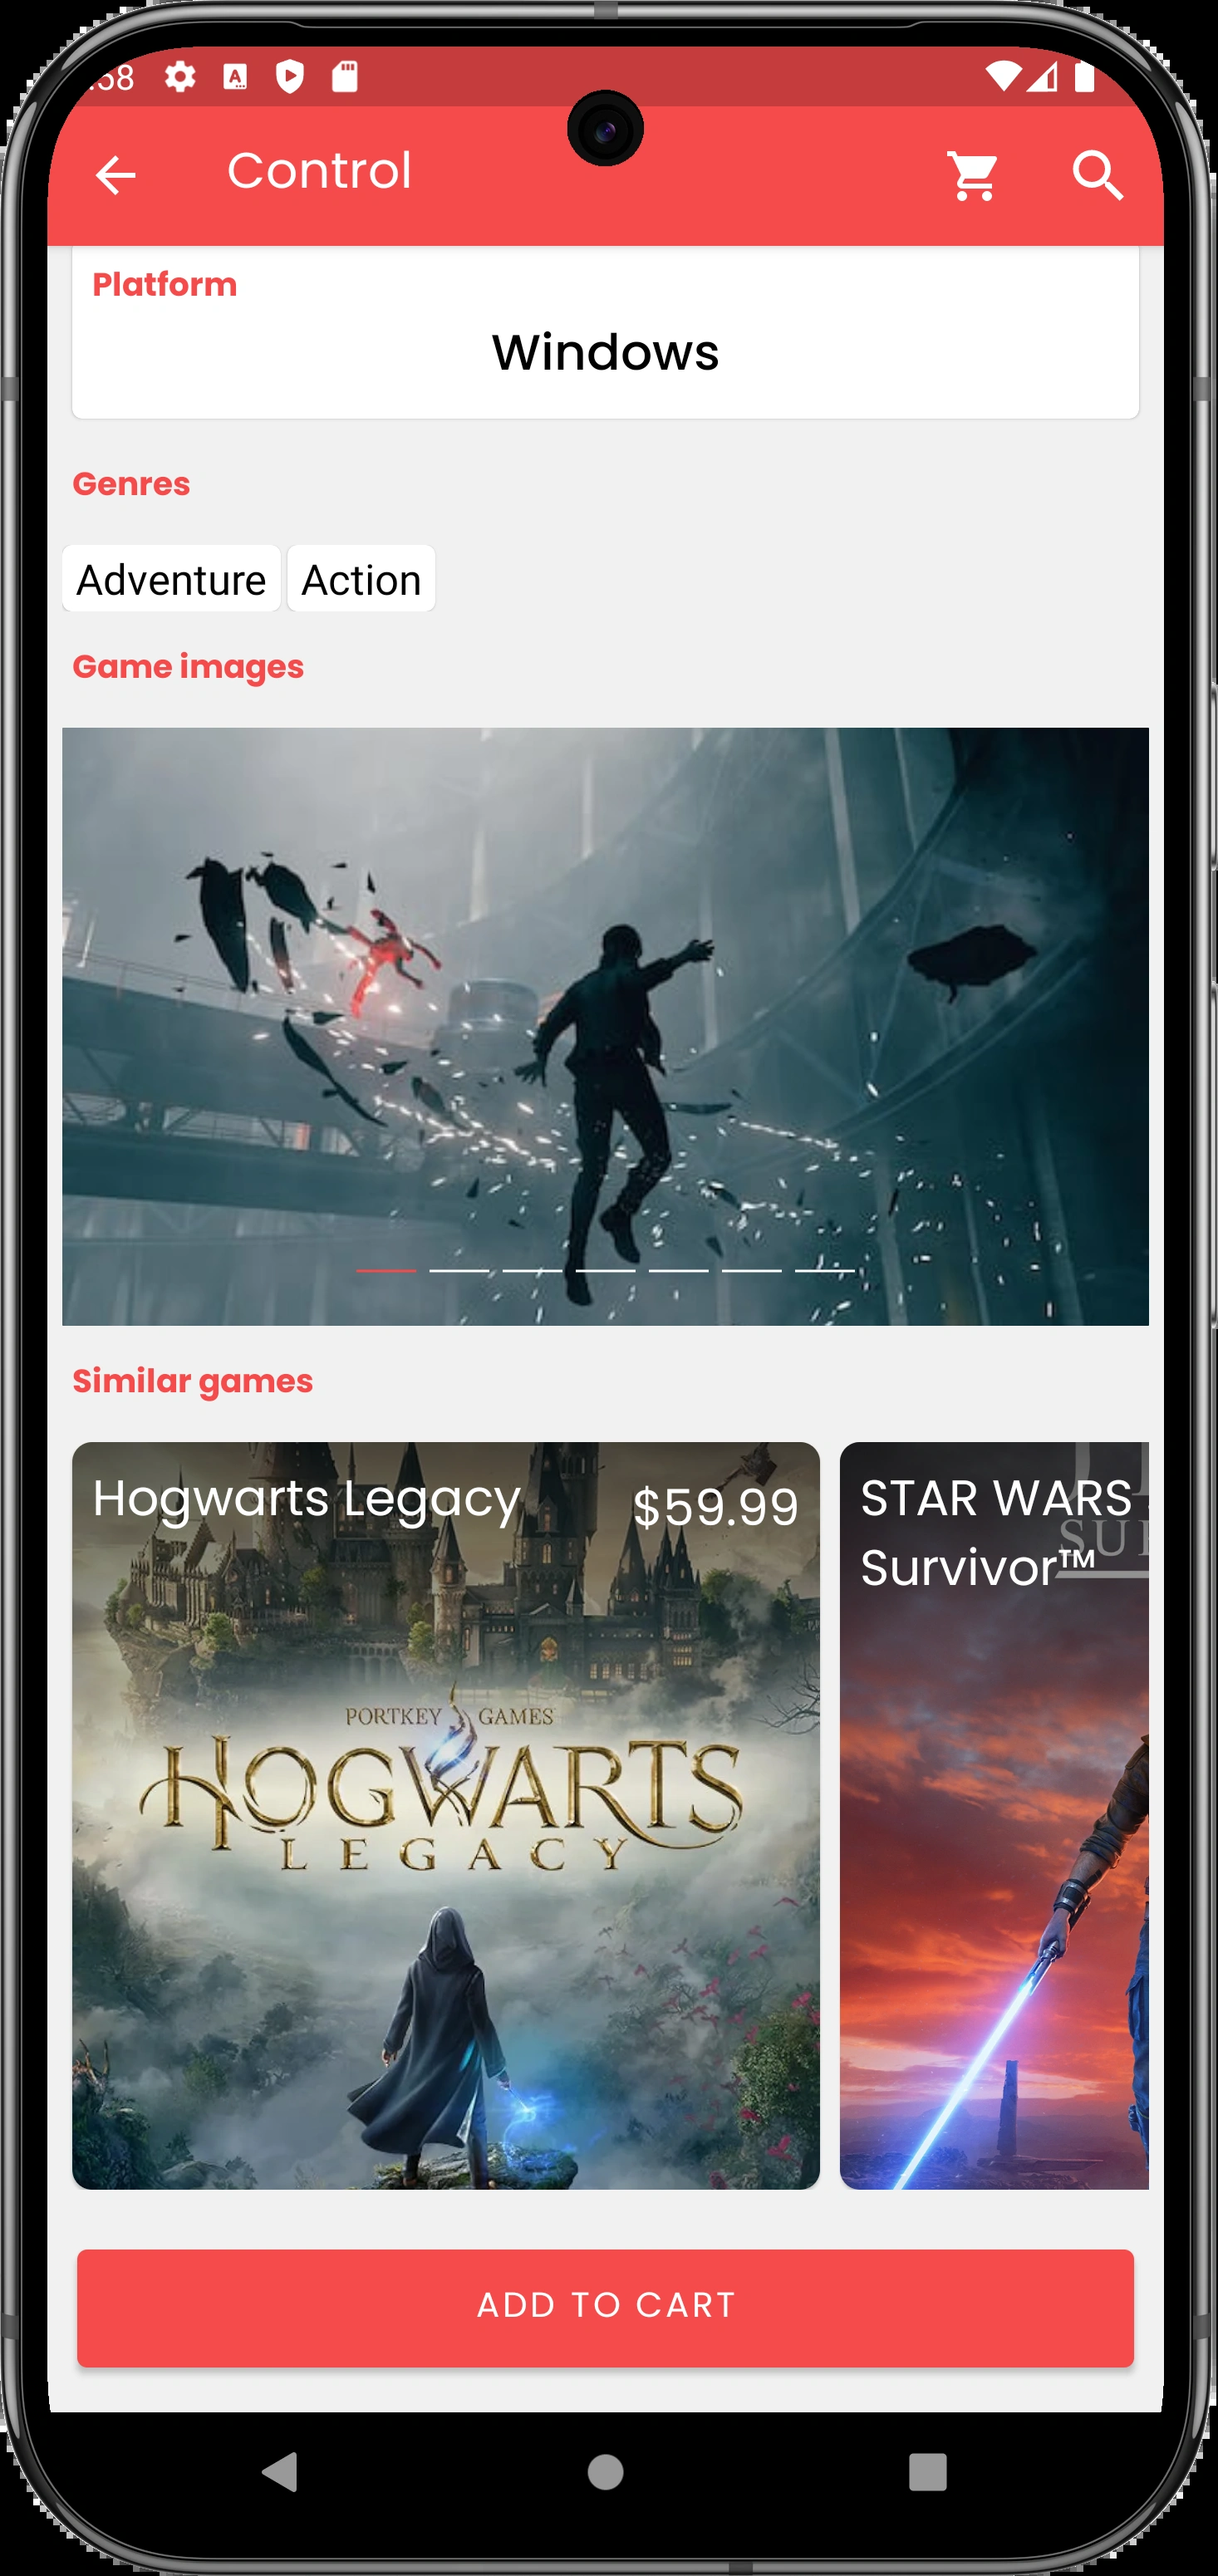 :58
Control
Platform
Windows
Genres
Adventure Action
Game images
Similar games
Hogwarts Legacy $59.99
PORTKEY GAMES
HOGWARTS
LEGACY
STAR WARS
Survivor™
ADD TO CART